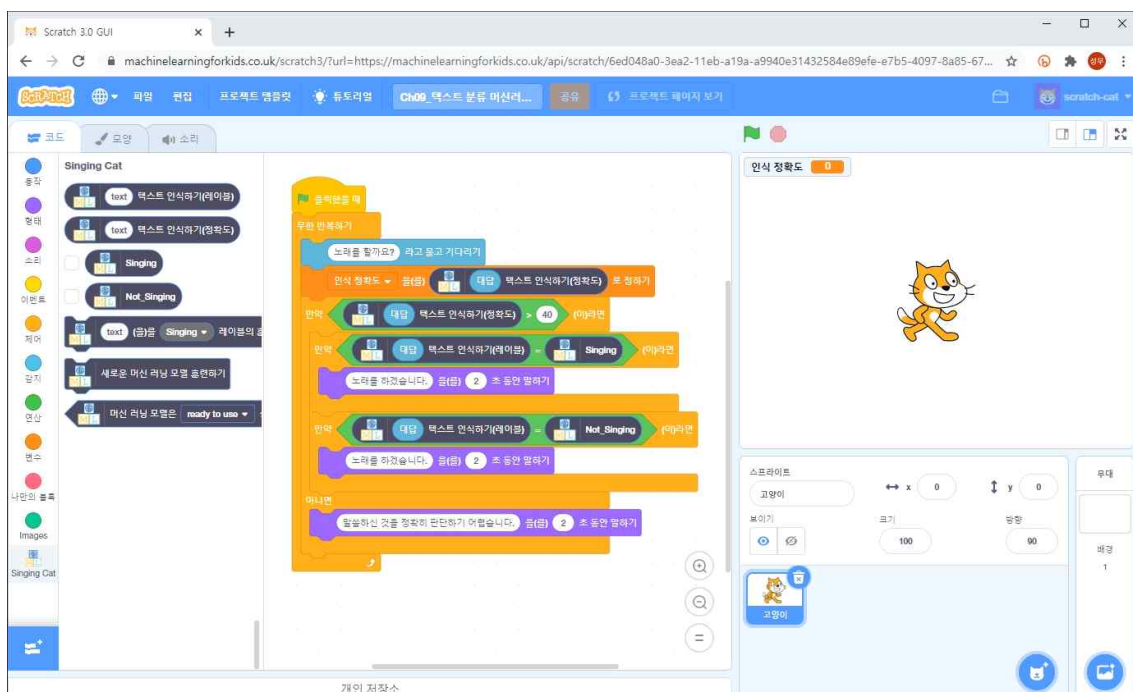 Scratch 3.0 GUI
machinelearningforkids.co.uk/scratch3/?url=https://machinelearningforkids.co.uk/api/scratch/6ed048a0-3ea2-11eb-a19a-a9940e31432584e89efe-e7b5-4097-8a85-67...
SCRATCH 파일 편집 프로젝트 템플릿 튜토리얼 Ch09_텍스트 분류 머신러... 공유 프로젝트 페이지 보기 scratch-cat
코드 모양 소리
동작
형태
소리
이벤트
제어
감지
연산
변수
나만의 블록
Images
Singing Cat
Singing Cat
text 텍스트 인식하기(레이블)
text 텍스트 인식하기(정확도)
Singing
Not_Singing
text (을)를 Singing 레이블의
새로운 머신 러닝 모델 훈련하기
머신 러닝 모델은 ready to use
클릭했을 때
무한 반복하기
노래를 할까요? 라고 묻고 기다리기
인식 정확도 을(를) 대답 텍스트 인식하기(정확도) 로 정하기
만약 대답 텍스트 인식하기(정확도) > 40 (이)라면
만약 대답 텍스트 인식하기(레이블) = Singing (이)라면
노래를 하겠습니다. 을(를) 2 초 동안 말하기
만약 대답 텍스트 인식하기(레이블) = Not_Singing (이)라면
노래를 하겠습니다. 을(를) 2 초 동안 말하기
아니면
말씀하신 것을 정확히 판단하기 어렵습니다. 을(를) 2 초 동안 말하기
개인 저장소
인식 정확도 0
스프라이트
고양이
x 0
y 0
보이기
크기
100
방향
90
고양이
무대
배경
1